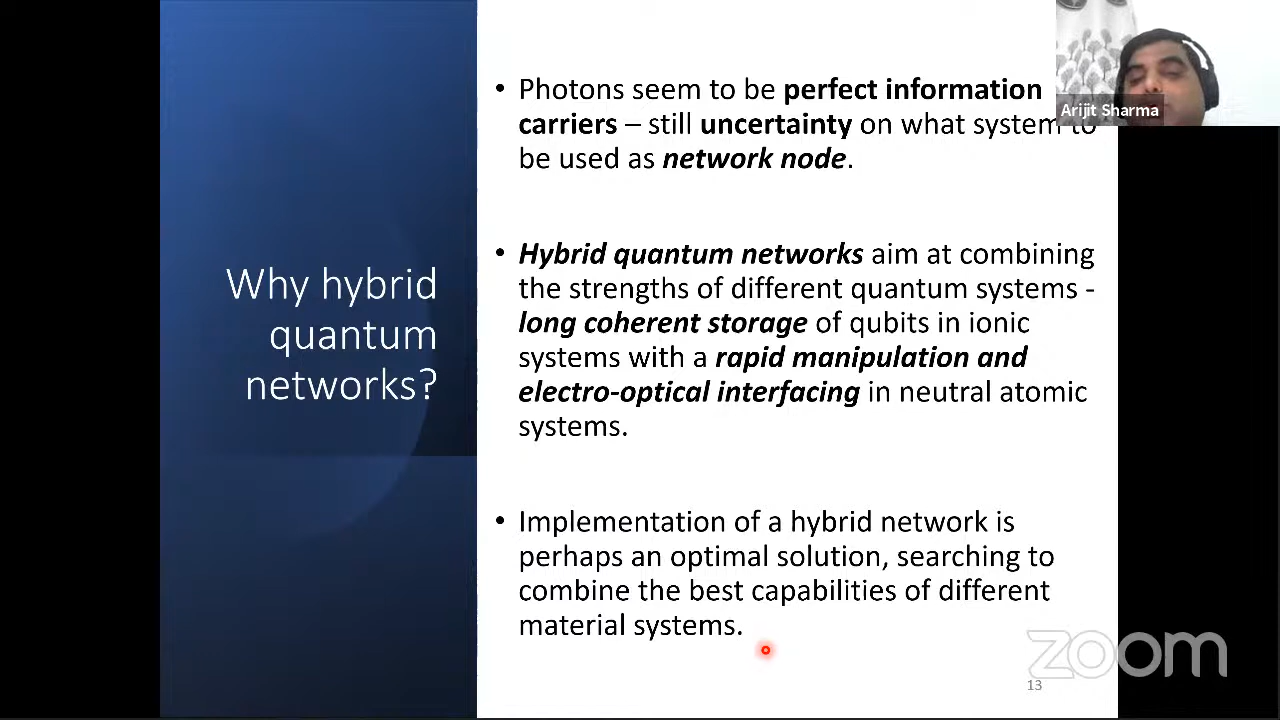 Why hybrid
quantum
networks?
• Photons seem to be perfect information
carriers – still uncertainty on what system to
be used as network node.
• Hybrid quantum networks aim at combining
the strengths of different quantum systems -
long coherent storage of qubits in ionic
systems with a rapid manipulation and
electro-optical interfacing in neutral atomic
systems.
• Implementation of a hybrid network is
perhaps an optimal solution, searching to
combine the best capabilities of different
material systems.
13
Arijit Sharma
zoom